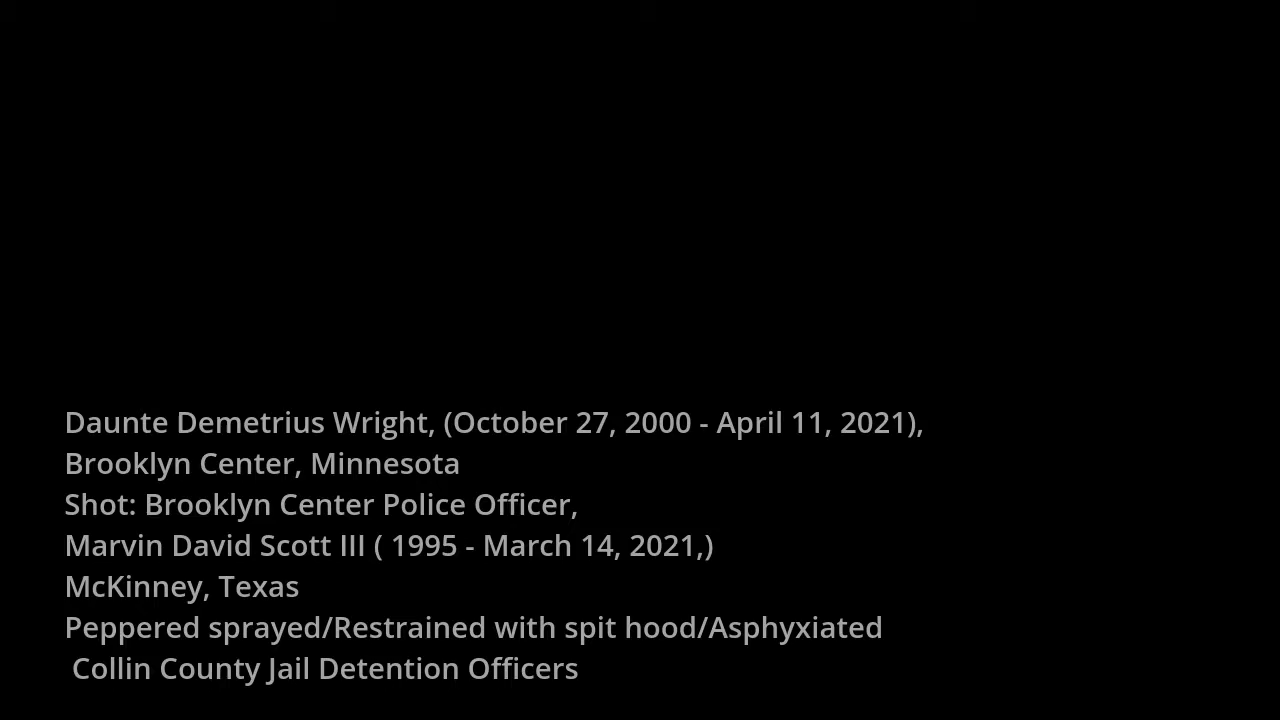 Daunte Demetrius Wright, (October 27, 2000 - April 11, 2021),
Brooklyn Center, Minnesota
Shot: Brooklyn Center Police Officer,
Marvin David Scott III ( 1995 - March 14, 2021,)
McKinney, Texas
Peppered sprayed/Restrained with spit hood/Asphyxiated
Collin County Jail Detention Officers